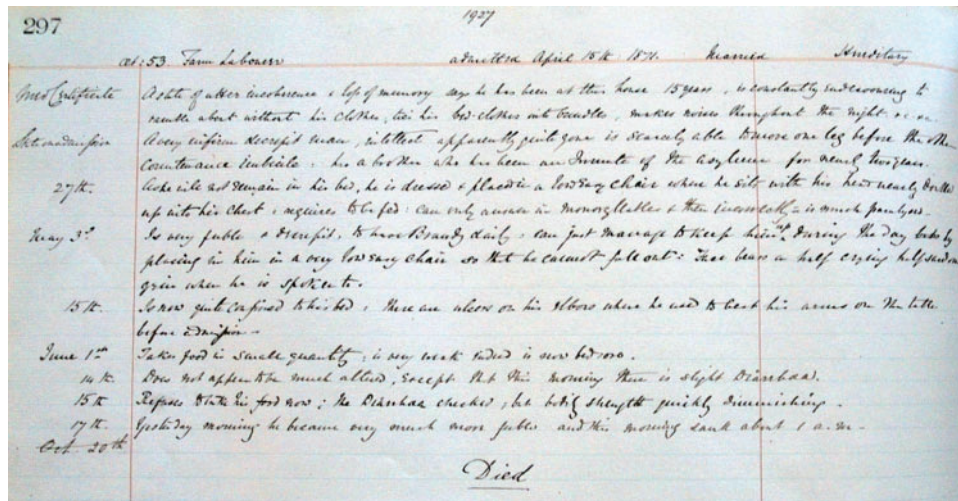 297
1927
aet: 53 Farm Labourer admitted April 15th 1871. Married Hereditary
Med Certificate A state of utter incoherence & loss of memory says he has been at this house 15 years, is constantly endeavouring to
ramble about without his clothes, ties his bed-clothes into bundles, makes noises throughout the night
State on admission A very infirm decrepit man, intellect apparently quite gone is scarcely able to move one leg before the other
Countenance imbecile, has a brother who has been an Inmate of the Asylum for nearly two years.
27th. As he will not remain in his bed, he is dressed & placed in a low easy chair where he sits with his head nearly doubled
up into his chest, requires to be fed: can only answer in monosyllables & then incorrectly - is much paralysed.
May 3rd Is very feeble & decrepit, to have Brandy daily, can just manage to keep him up during the day by
placing him in a very low easy chair so that he cannot fall out: Face bears a half crying half
grin when he is spoken to.
15th. Is now quite confined to his bed, there are ulcers on his elbows where he used to beat his arms on the table
before admission -
June 1st Takes food in small quantity, is very weak indeed is now bedsore.
14th. Does not appear to be much altered, except that this morning there is slight Diarrhoea.
15th Refuses to take his food now; the Diarrhoea checked, but bodily strength quickly diminishing -
17th. Yesterday morning he became very much more feeble and this morning sank about 1 a.m. -
Oct. 20th
Died